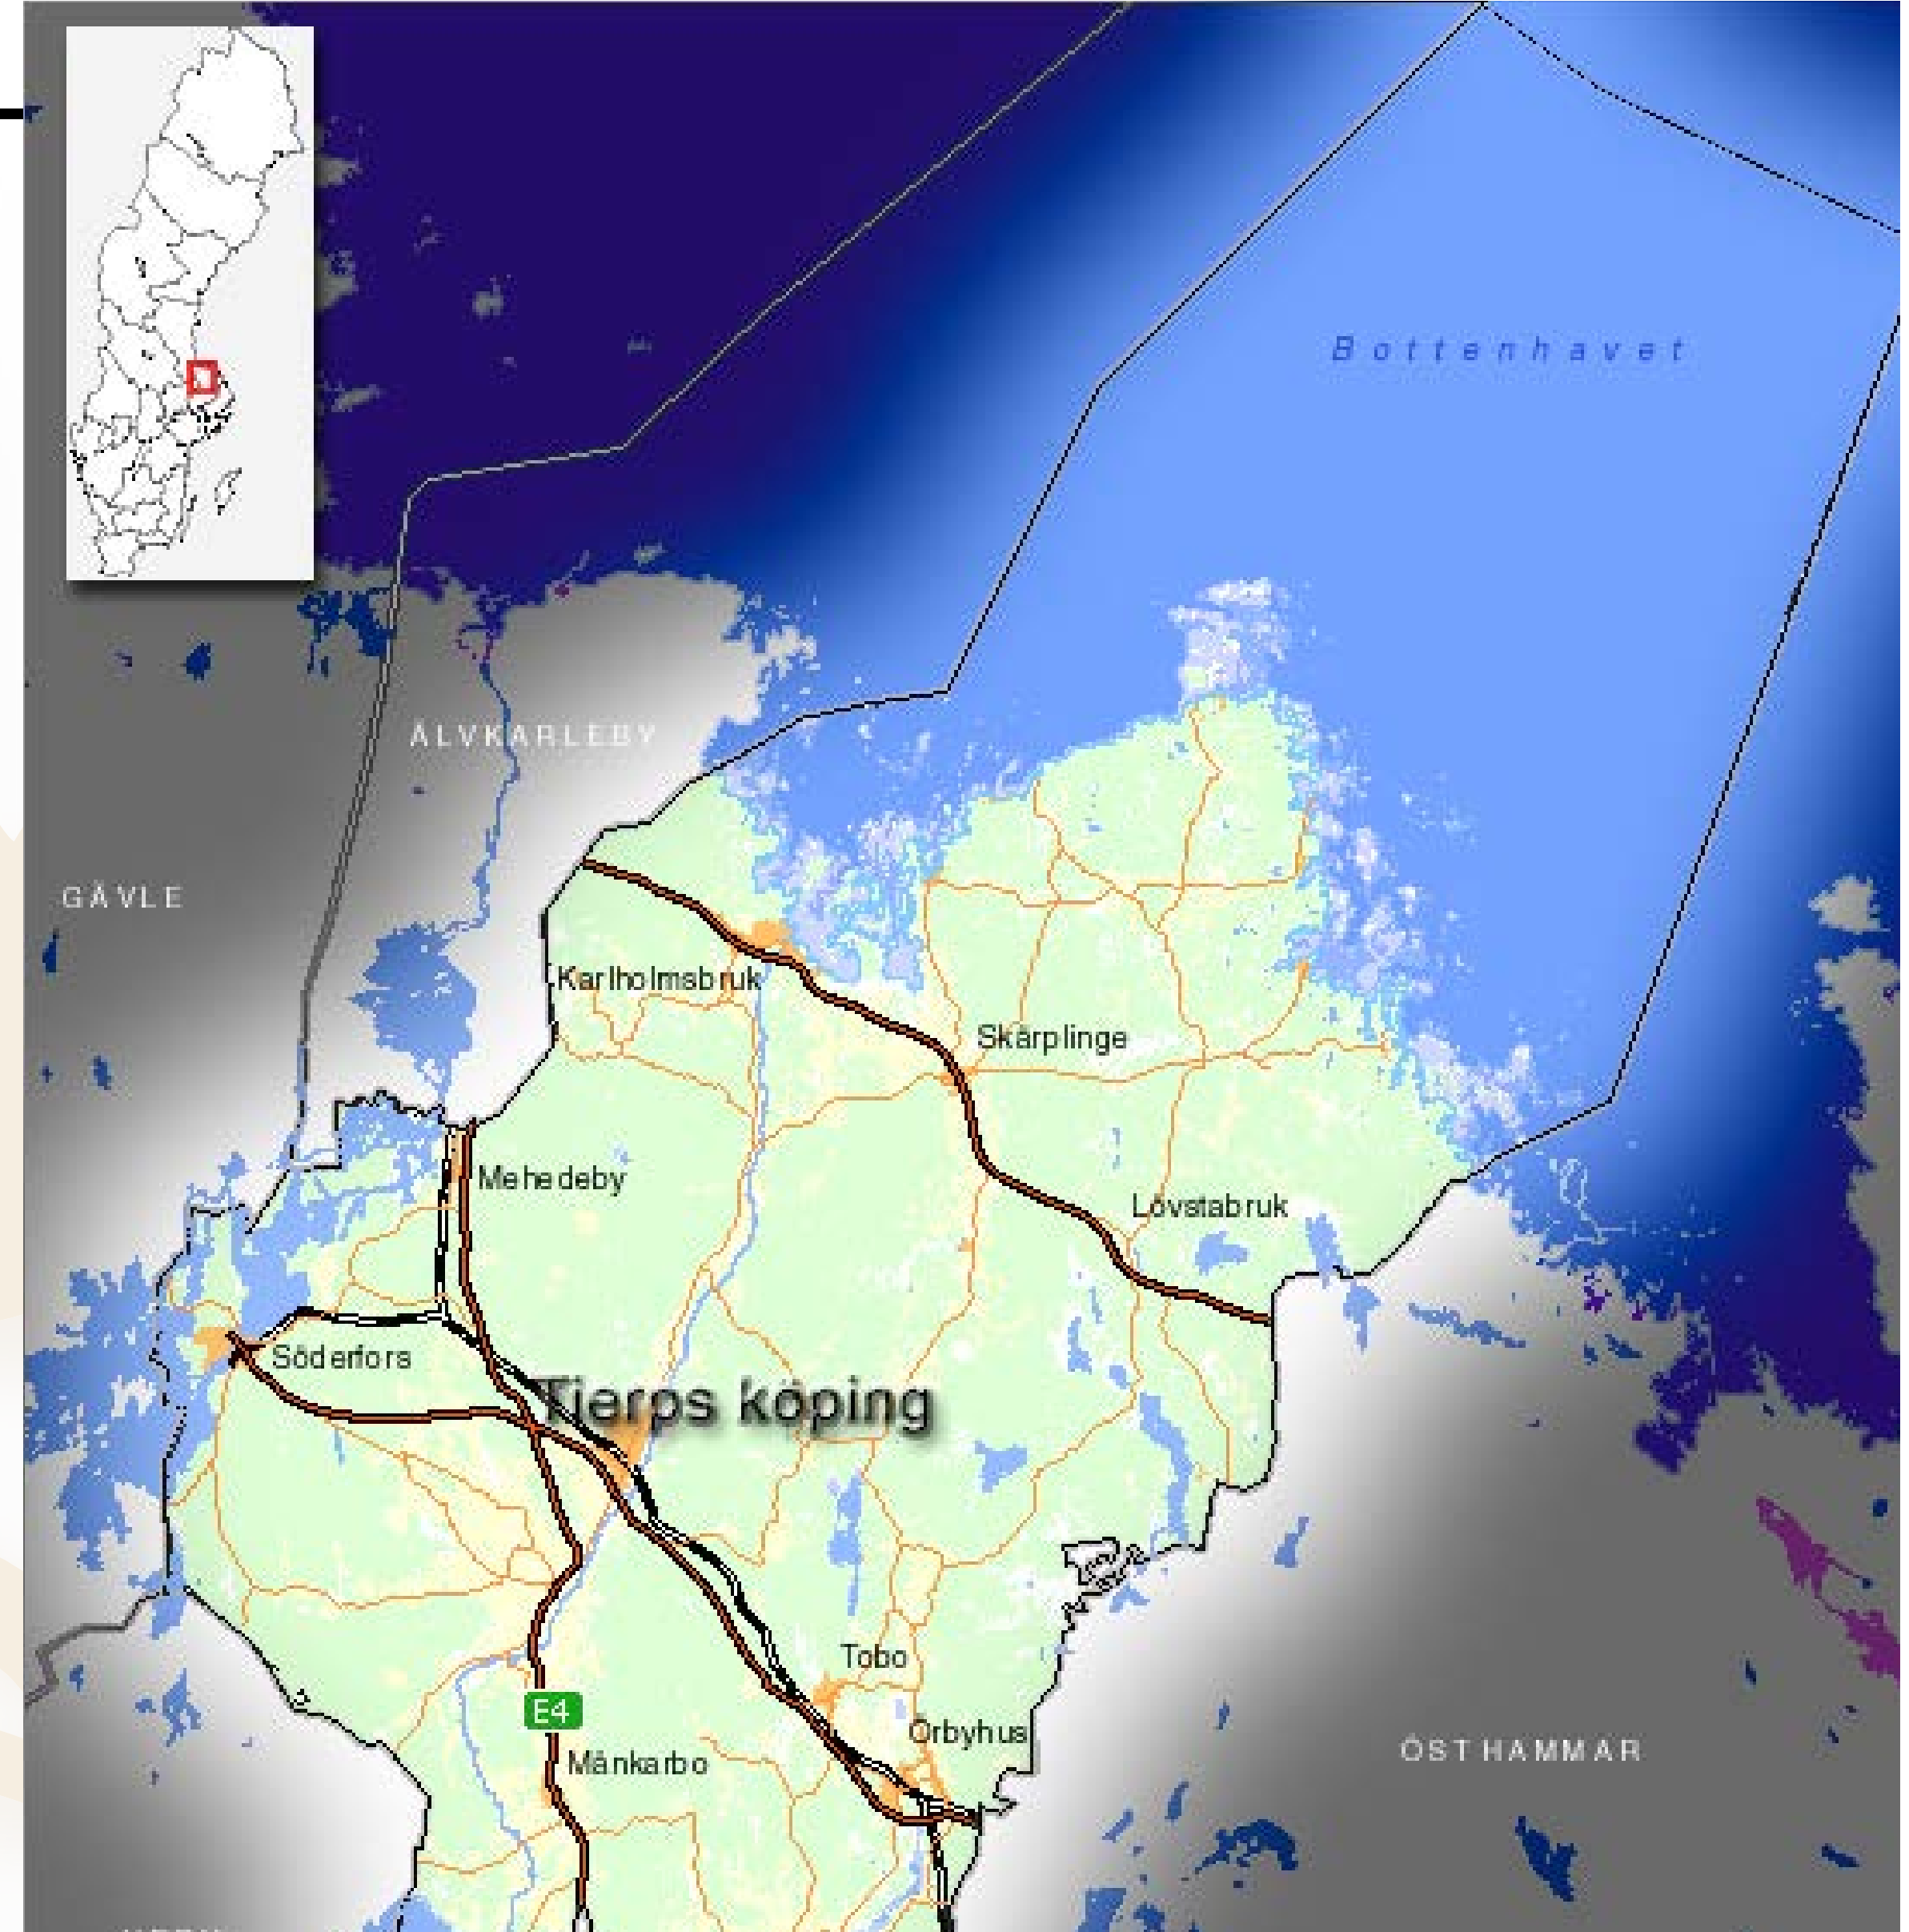 Bottenhavet
ÄLVKARLEBY
GÄVLE
Karlholmsbruk
Skärplinge
Mehedeby
Lövstabruk
Söderfors
Tierps köping
Tobo
E4
Örbyhus
Månkarbo
ÖSTHAMMAR